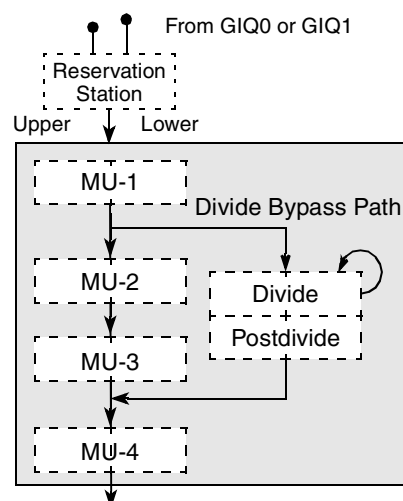 From GIQ0 or GIQ1
Reservation
Station
Upper
Lower
MU-1
Divide Bypass Path
MU-2
Divide
Postdivide
MU-3
MU-4